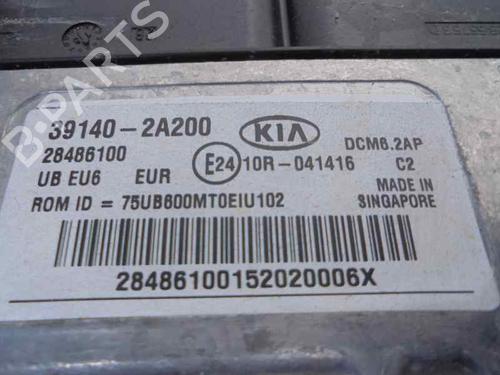 39140-2A200
KIA
DCM6.2AP
28486100
E24
10R-041416
C2
UB EU6 EUR
MADE IN
SINGAPORE
ROM ID = 75UB600MT0EIU102
28486100152020006X
B-PARTS